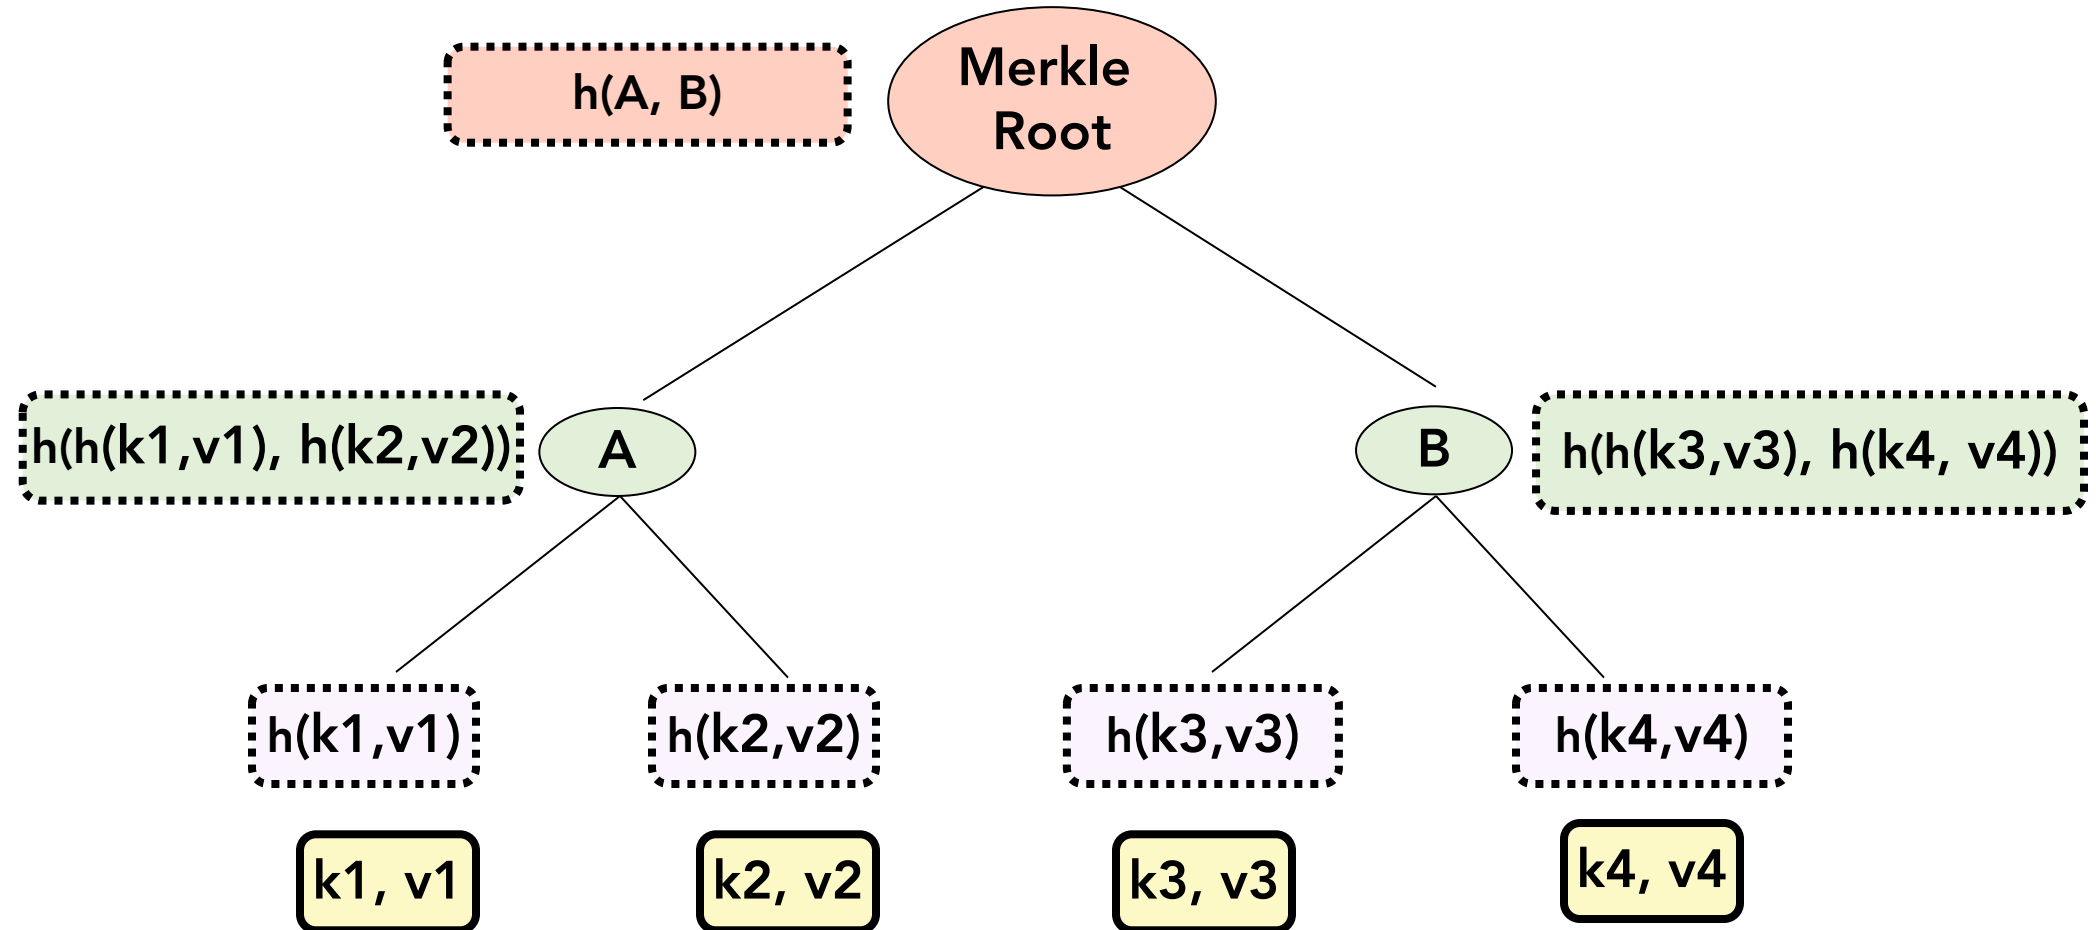 h(A, B)
Merkle
Root
h(h(k1,v1), h(k2,v2))
A
B
h(h(k3,v3), h(k4, v4))
h(k1,v1)
h(k2,v2)
h(k3,v3)
h(k4,v4)
k1, v1
k2, v2
k3, v3
k4, v4